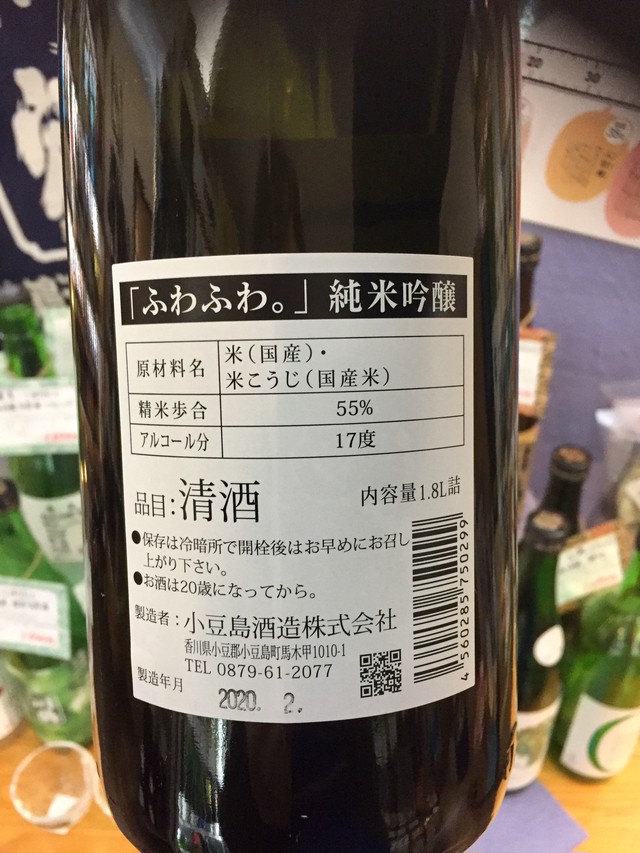 「ふわふわ。」純米吟醸
原材料名
米（国産）・
米こうじ（国産米）
精米歩合 55%
アルコール分 17度
品目：清酒 内容量1.8L詰
●保存は冷暗所で開栓後はお早めにお召し
上がり下さい。
●お酒は20歳になってから。
製造者：小豆島酒造株式会社
香川県小豆郡小豆島町馬木甲1010-1
TEL 0879-61-2077
製造年月 2020. 2.
4 560285 750299
20 30